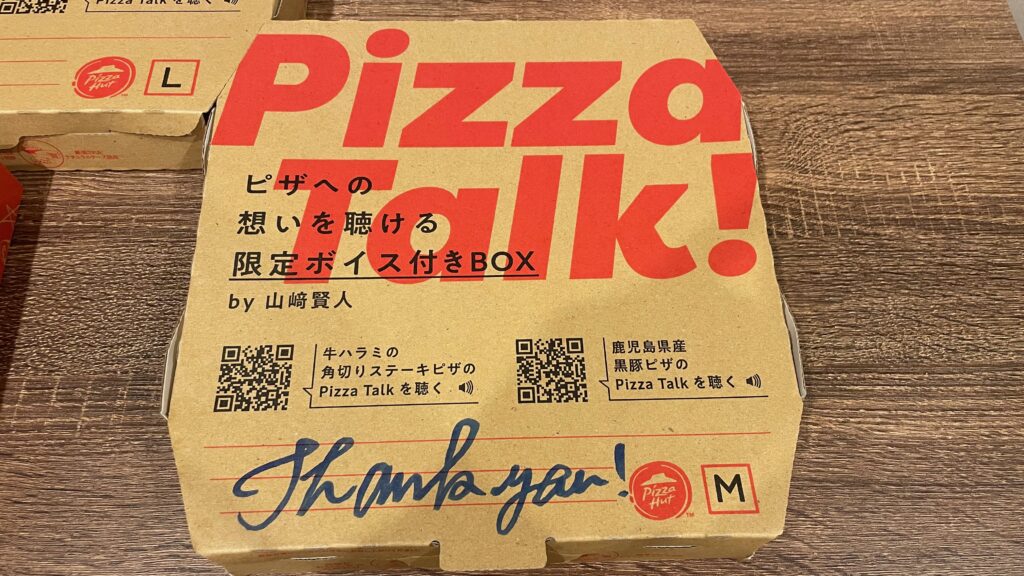 Pizza Talk を聴く
Pizza
Hut
L
Pizza
Talk!
ピザへの
想いを聴ける
限定ボイス付きBOX
by 山﨑賢人
牛ハラミの
角切りステーキピザの
Pizza Talk を聴く
鹿児島県産
黒豚ピザの
Pizza Talk を聴く
Thank you!
Pizza
Hut
TM
M